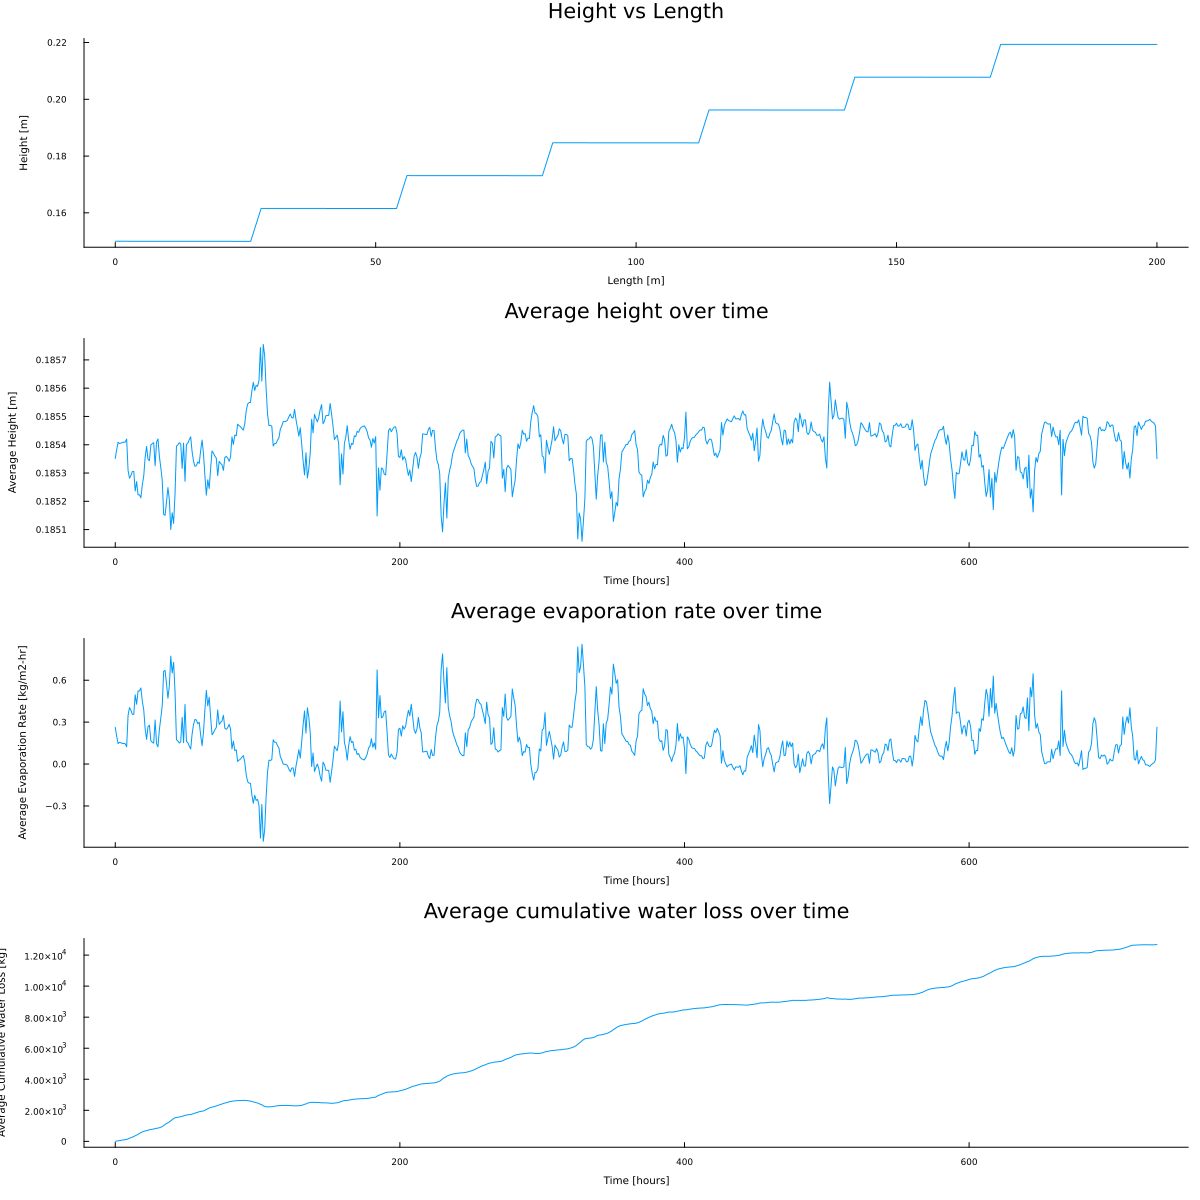 Height vs Length
0.22
0.20
0.18
0.16
Height [m]
0 50 100 150 200
Length [m]
Average height over time
0.1857
0.1856
0.1855
0.1854
0.1853
0.1852
0.1851
Average Height [m]
0 200 400 600
Time [hours]
Average evaporation rate over time
0.6
0.3
0.0
−0.3
Average Evaporation Rate [kg/m2-hr]
0 200 400 600
Time [hours]
Average cumulative water loss over time
1.20×10⁴
1.00×10⁴
8.00×10³
6.00×10³
4.00×10³
2.00×10³
0
Average Cumulative Water Loss [kg]
0 200 400 600
Time [hours]